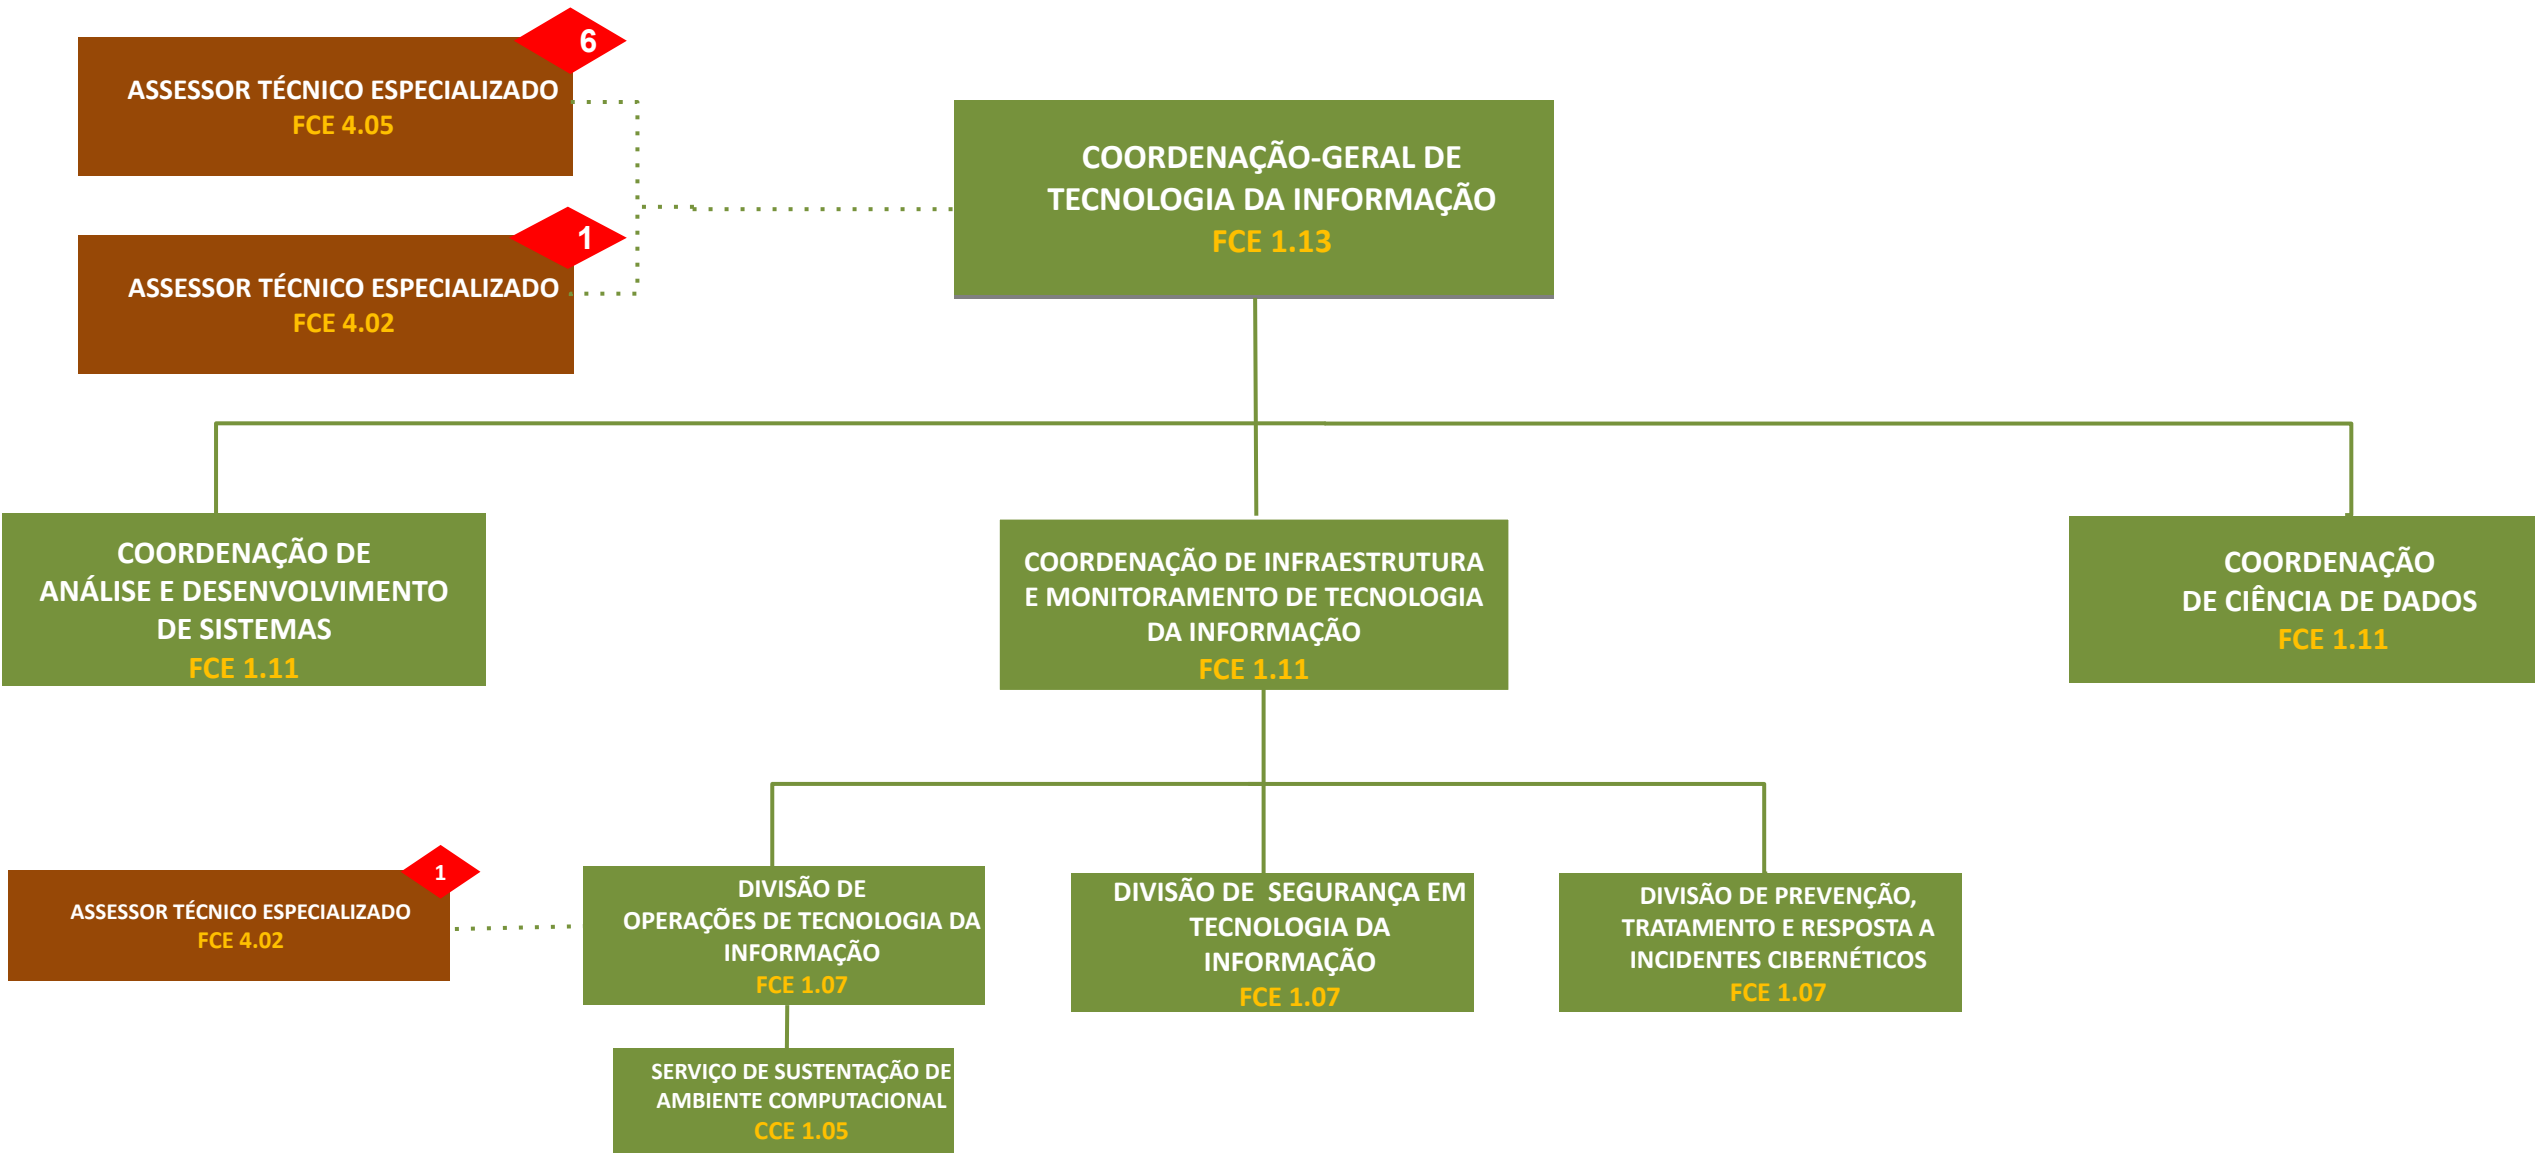 6
ASSESSOR TÉCNICO ESPECIALIZADO
FCE 4.05
COORDENAÇÃO-GERAL DE
TECNOLOGIA DA INFORMAÇÃO
FCE 1.13
1
ASSESSOR TÉCNICO ESPECIALIZADO
FCE 4.02
COORDENAÇÃO DE
ANÁLISE E DESENVOLVIMENTO
DE SISTEMAS
FCE 1.11
COORDENAÇÃO DE INFRAESTRUTURA
E MONITORAMENTO DE TECNOLOGIA
DA INFORMAÇÃO
FCE 1.11
COORDENAÇÃO
DE CIÊNCIA DE DADOS
FCE 1.11
1
ASSESSOR TÉCNICO ESPECIALIZADO
FCE 4.02
DIVISÃO DE
OPERAÇÕES DE TECNOLOGIA DA
INFORMAÇÃO
FCE 1.07
DIVISÃO DE SEGURANÇA EM
TECNOLOGIA DA
INFORMAÇÃO
FCE 1.07
DIVISÃO DE PREVENÇÃO,
TRATAMENTO E RESPOSTA A
INCIDENTES CIBERNÉTICOS
FCE 1.07
SERVIÇO DE SUSTENTAÇÃO DE
AMBIENTE COMPUTACIONAL
CCE 1.05